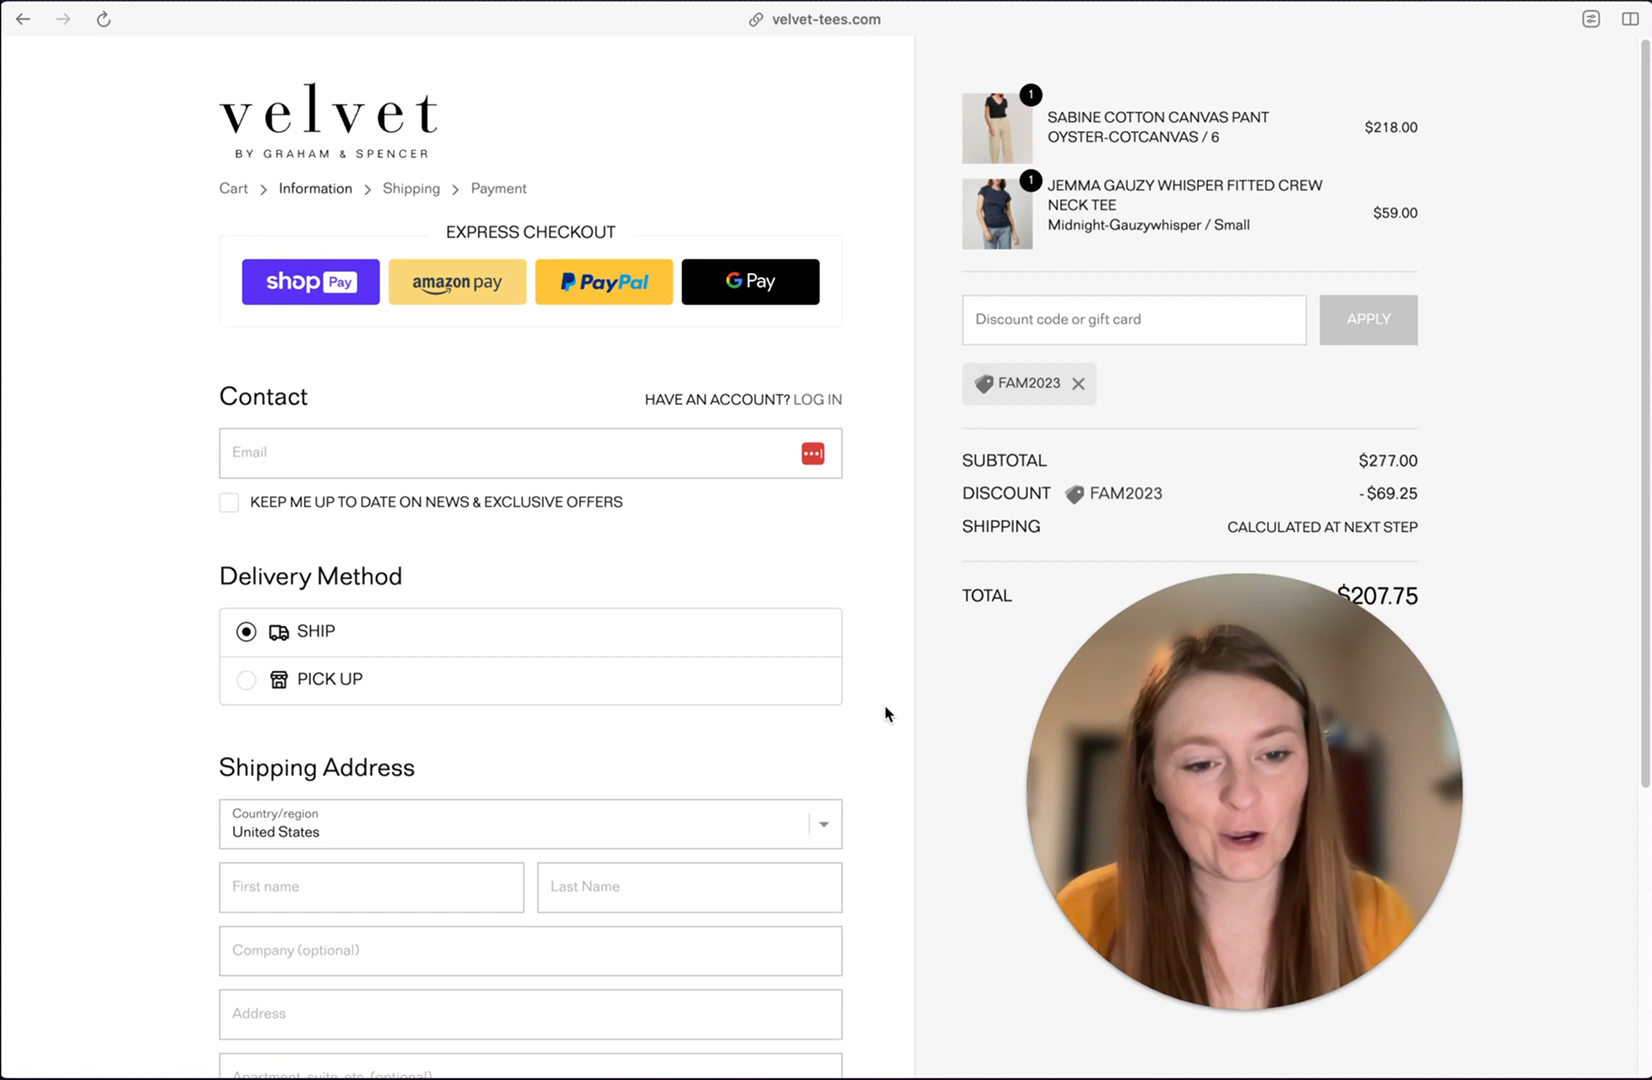 velvet-tees.com
velvet
BY GRAHAM & SPENCER
Cart > Information > Shipping > Payment
EXPRESS CHECKOUT
shop Pay
amazon pay
PayPal
G Pay
Contact
HAVE AN ACCOUNT? LOG IN
Email
KEEP ME UP TO DATE ON NEWS & EXCLUSIVE OFFERS
Delivery Method
SHIP
PICK UP
Shipping Address
Country/region
United States
First name
Last Name
Company (optional)
Address
Apartment, suite, etc. (optional)
1
SABINE COTTON CANVAS PANT
OYSTER-COTCANVAS / 6
$218.00
1
JEMMA GAUZY WHISPER FITTED CREW
NECK TEE
Midnight-Gauzywhisper / Small
$59.00
Discount code or gift card
APPLY
FAM2023
SUBTOTAL $277.00
DISCOUNT FAM2023 -$69.25
SHIPPING CALCULATED AT NEXT STEP
TOTAL $207.75